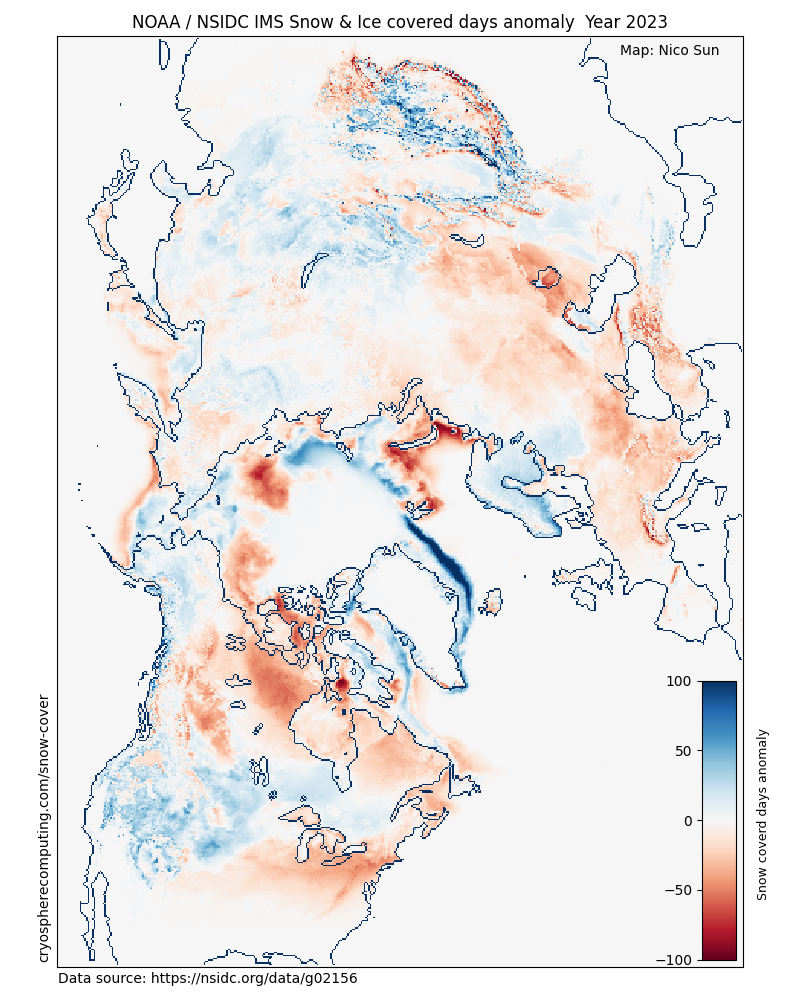 NOAA / NSIDC IMS Snow & Ice covered days anomaly  Year 2023
Map: Nico Sun
cryospherecomputing.com/snow-cover
100
50
0
−50
−100
Snow coverd days anomaly
Data source: https://nsidc.org/data/g02156